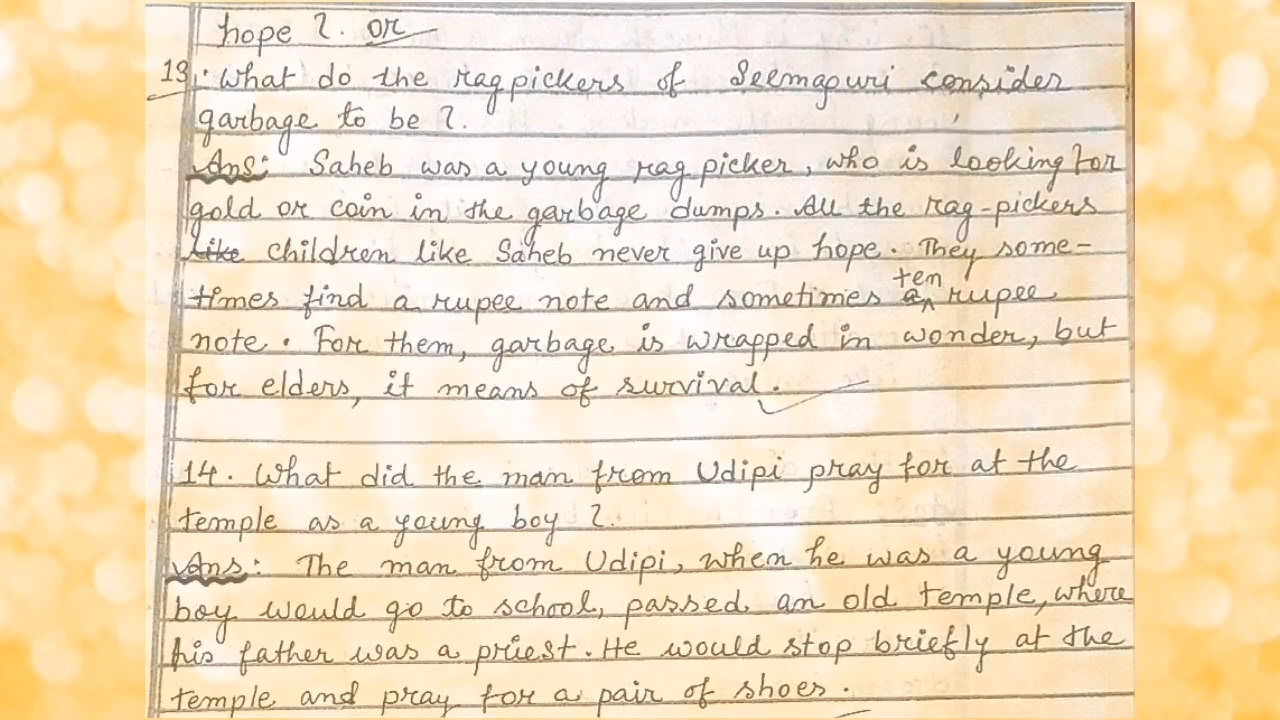 hope ?. or
13. What do the rag pickers of Seemapuri consider
garbage to be ?.
Ans: Saheb was a young rag picker, who is looking for
gold or coin in the garbage dumps. All the rag-pickers
like children like Saheb never give up hope. They some-
times find a rupee note and sometimes a ten rupee
note. For them, garbage is wrapped in wonder, but
for elders, it means of survival.
14. What did the man from Udipi pray for at the
temple as a young boy ?.
Ans: The man from Udipi, when he was a young
boy would go to school, passed an old temple, where
his father was a priest. He would stop briefly at the
temple and pray for a pair of shoes.